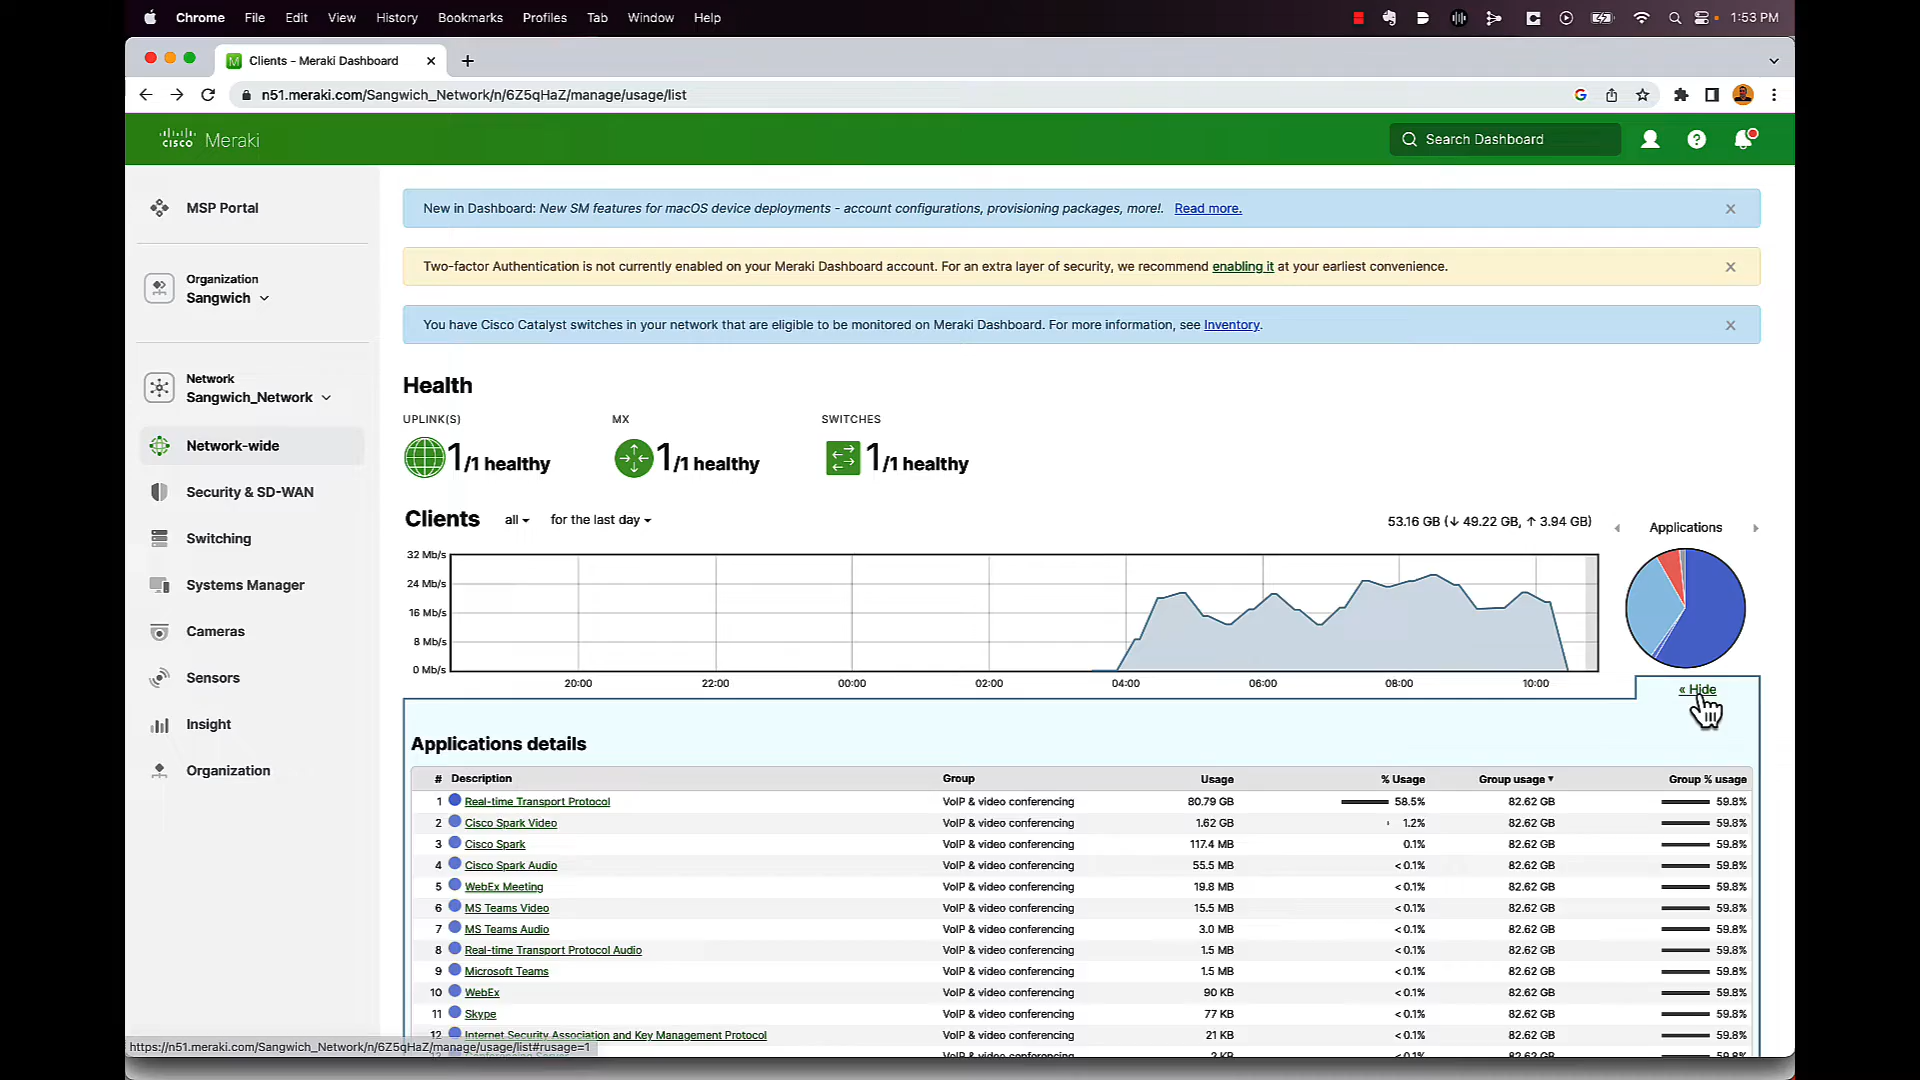 Chrome File Edit View History Bookmarks Profiles Tab Window Help 1:53 PM
Clients - Meraki Dashboard
n51.meraki.com/Sangwich_Network/n/6Z5qHaZ/manage/usage/list
cisco Meraki
Search Dashboard
MSP Portal
Organization
Sangwich
Network
Sangwich_Network
Network-wide
Security & SD-WAN
Switching
Systems Manager
Cameras
Sensors
Insight
Organization
New in Dashboard: New SM features for macOS device deployments - account configurations, provisioning packages, more!. Read more.
Two-factor Authentication is not currently enabled on your Meraki Dashboard account. For an extra layer of security, we recommend enabling it at your earliest convenience.
You have Cisco Catalyst switches in your network that are eligible to be monitored on Meraki Dashboard. For more information, see Inventory.
Health
UPLINK(S) MX SWITCHES
1/1 healthy 1/1 healthy 1/1 healthy
Clients all for the last day 53.16 GB (↓ 49.22 GB, ↑ 3.94 GB) Applications
32 Mb/s
24 Mb/s
16 Mb/s
8 Mb/s
0 Mb/s
20:00 22:00 00:00 02:00 04:00 06:00 08:00 10:00
« Hide
Applications details
# Description Group Usage % Usage Group usage ▼ Group % usage
1 Real-time Transport Protocol VoIP & video conferencing 80.79 GB 58.5% 82.62 GB 59.8%
2 Cisco Spark Video VoIP & video conferencing 1.62 GB 1.2% 82.62 GB 59.8%
3 Cisco Spark VoIP & video conferencing 117.4 MB 0.1% 82.62 GB 59.8%
4 Cisco Spark Audio VoIP & video conferencing 55.5 MB < 0.1% 82.62 GB 59.8%
5 WebEx Meeting VoIP & video conferencing 19.8 MB < 0.1% 82.62 GB 59.8%
6 MS Teams Video VoIP & video conferencing 15.5 MB < 0.1% 82.62 GB 59.8%
7 MS Teams Audio VoIP & video conferencing 3.0 MB < 0.1% 82.62 GB 59.8%
8 Real-time Transport Protocol Audio VoIP & video conferencing 1.5 MB < 0.1% 82.62 GB 59.8%
9 Microsoft Teams VoIP & video conferencing 1.5 MB < 0.1% 82.62 GB 59.8%
10 WebEx VoIP & video conferencing 90 KB < 0.1% 82.62 GB 59.8%
11 Skype VoIP & video conferencing 77 KB < 0.1% 82.62 GB 59.8%
12 Internet Security Association and Key Management Protocol VoIP & video conferencing 21 KB < 0.1% 82.62 GB 59.8%
VoIP & video conferencing 2 KB < 0.1% 82.62 GB 59.8%
https://n51.meraki.com/Sangwich_Network/n/6Z5qHaZ/manage/usage/list#rusage=1